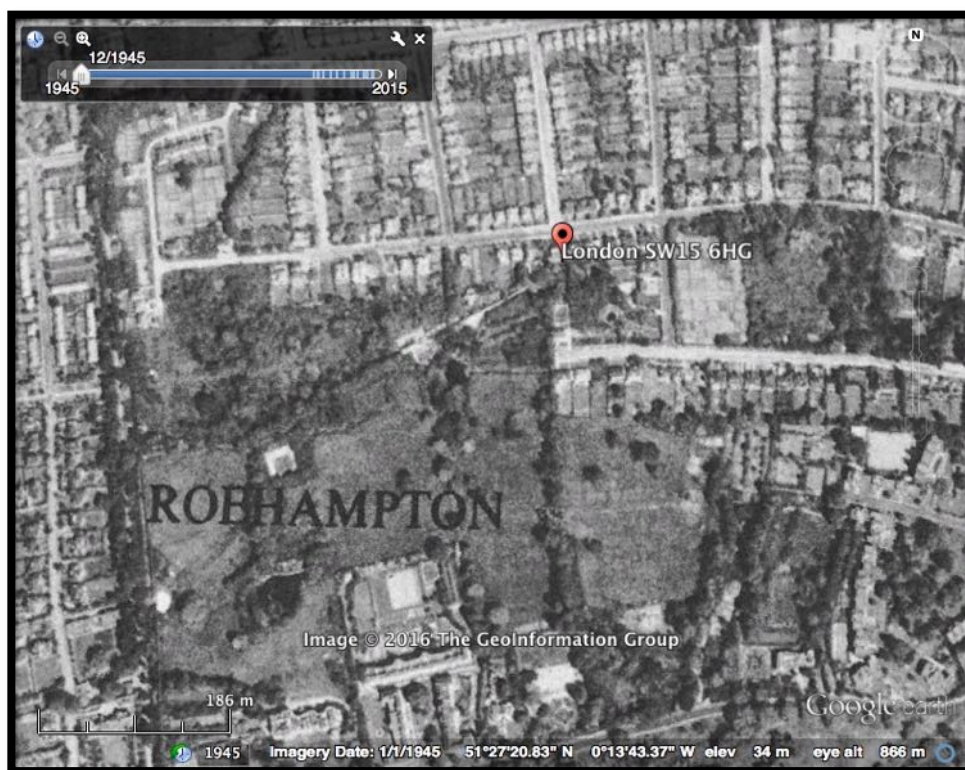 12/1945
1945 2015
N
London SW15 6HG
ROEHAMPTON
Image © 2016 The GeoInformation Group
186 m
Google earth
1945 Imagery Date: 1/1/1945 51°27'20.83" N 0°13'43.37" W elev 34 m eye alt 866 m